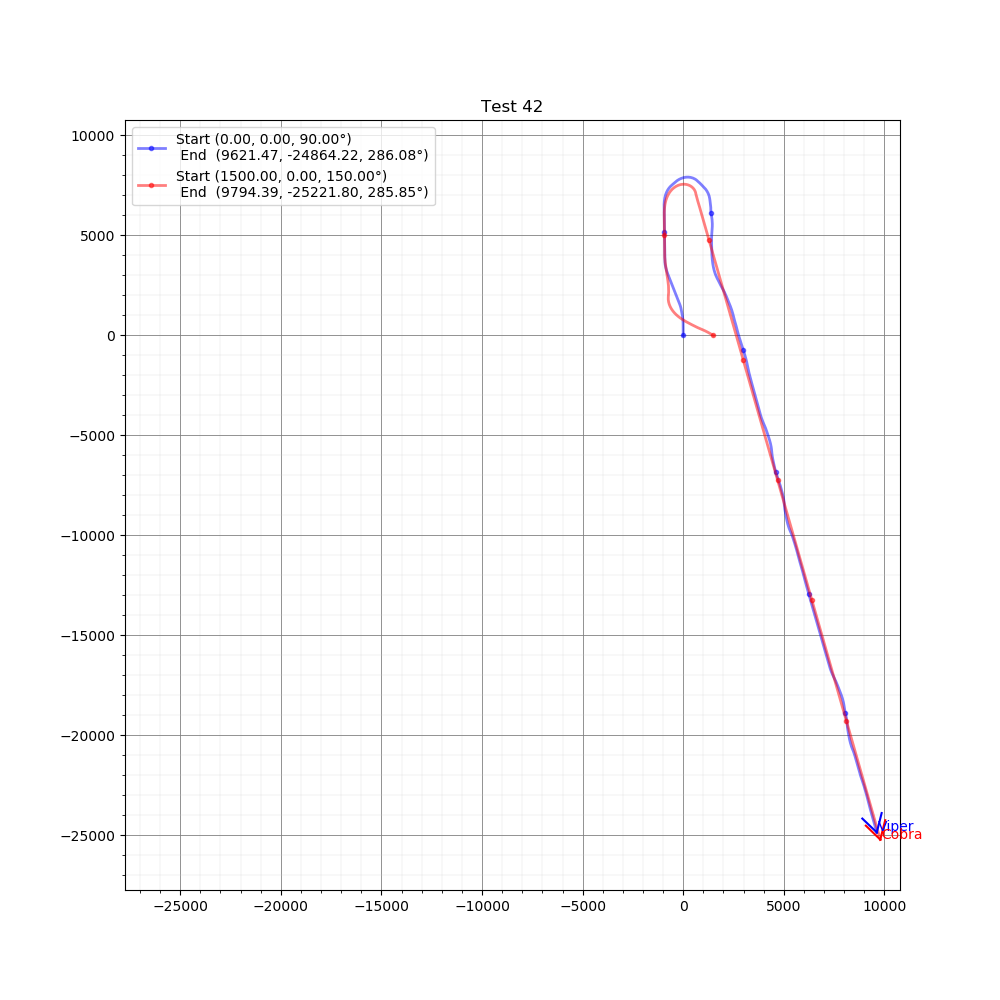 Test 42
Start (0.00, 0.00, 90.00°)
End  (9621.47, -24864.22, 286.08°)
Start (1500.00, 0.00, 150.00°)
End  (9794.39, -25221.80, 285.85°)
10000
5000
0
−5000
−10000
−15000
−20000
−25000
Viper
Cobra
−25000 −20000 −15000 −10000 −5000 0 5000 10000